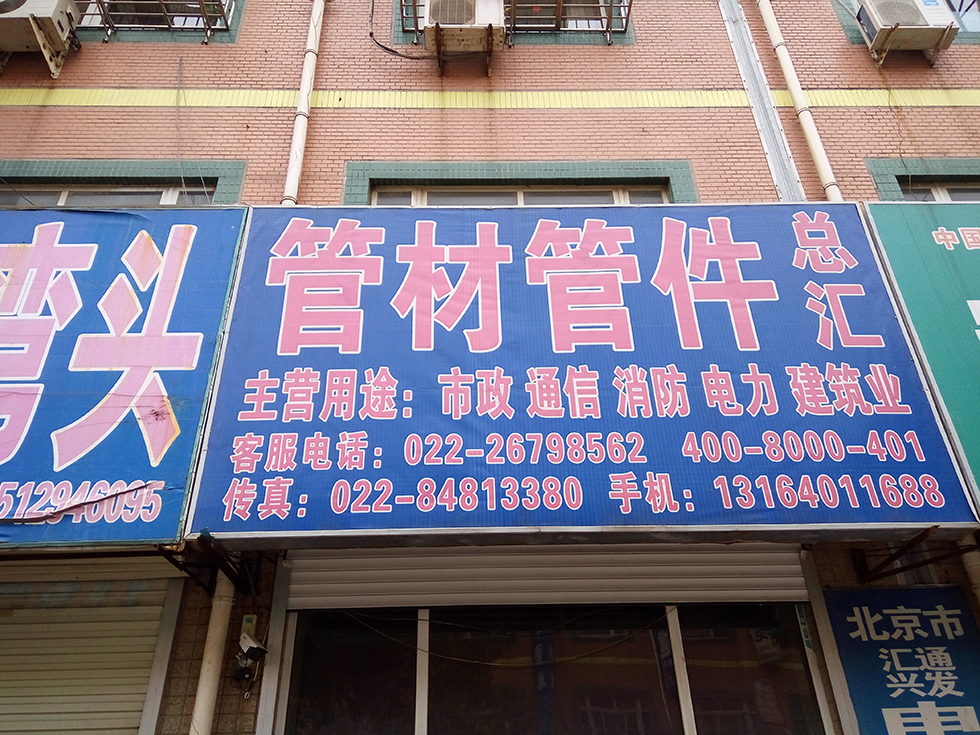 弯头
512946095
管材管件总汇
主营用途：市政 通信 消防 电力 建筑业
客服电话：022-26798562 400-8000-401
传真：022-84813380 手机：13164011688
中国
北京市
汇通
兴发